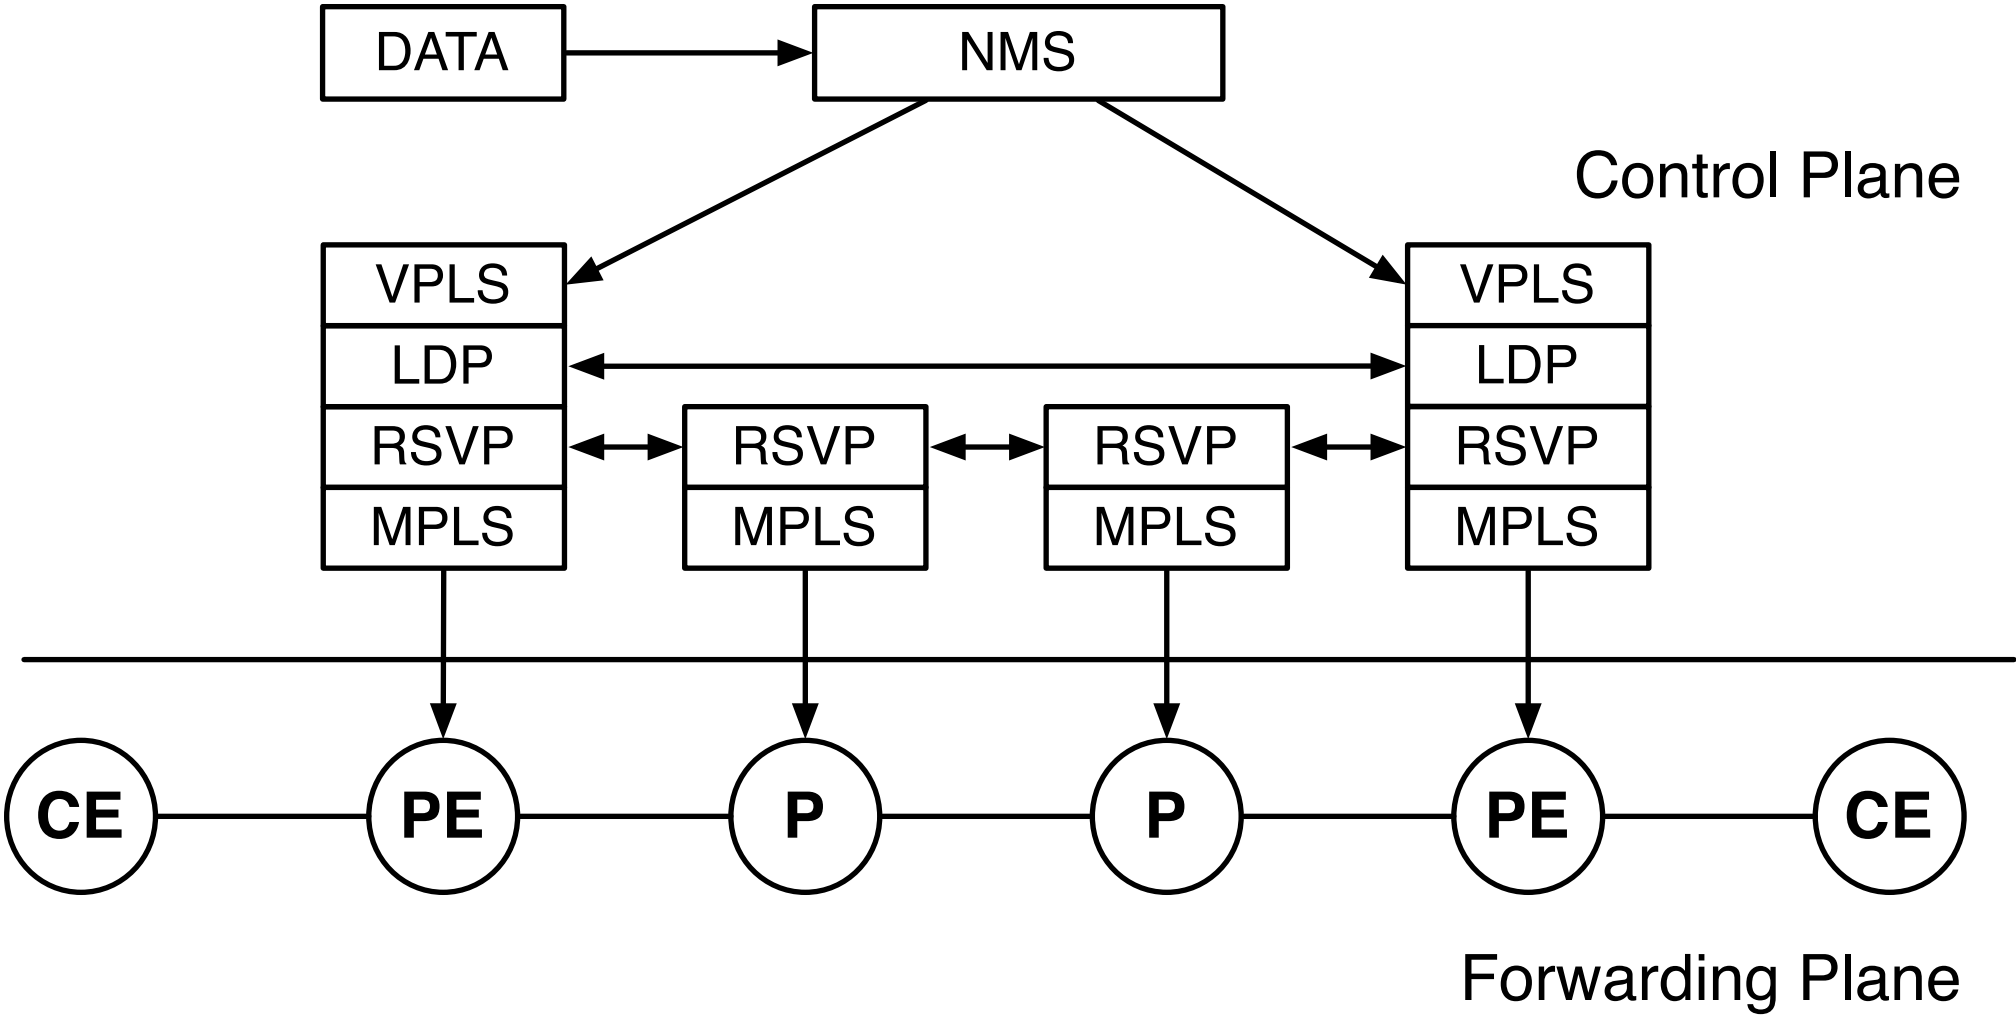 DATA NMS
Control Plane
VPLS VPLS
LDP LDP
RSVP RSVP RSVP RSVP
MPLS MPLS MPLS MPLS
CE PE P P PE CE
Forwarding Plane